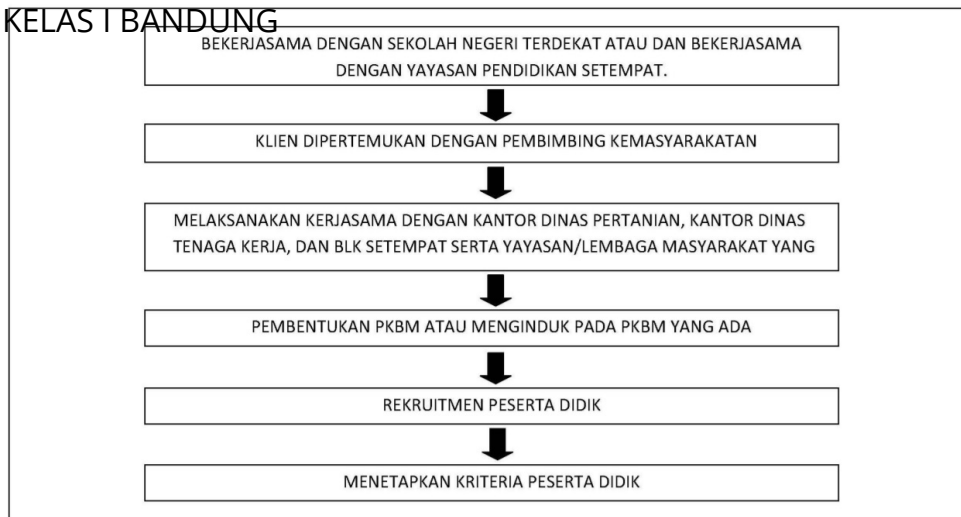 KELAS I BANDUNG
BEKERJASAMA DENGAN SEKOLAH NEGERI TERDEKAT ATAU DAN BEKERJASAMA
DENGAN YAYASAN PENDIDIKAN SETEMPAT.
KLIEN DIPERTEMUKAN DENGAN PEMBIMBING KEMASYARAKATAN
MELAKSANAKAN KERJASAMA DENGAN KANTOR DINAS PERTANIAN, KANTOR DINAS
TENAGA KERJA, DAN BLK SETEMPAT SERTA YAYASAN/LEMBAGA MASYARAKAT YANG
PEMBENTUKAN PKBM ATAU MENGINDUK PADA PKBM YANG ADA
REKRUITMEN PESERTA DIDIK
MENETAPKAN KRITERIA PESERTA DIDIK